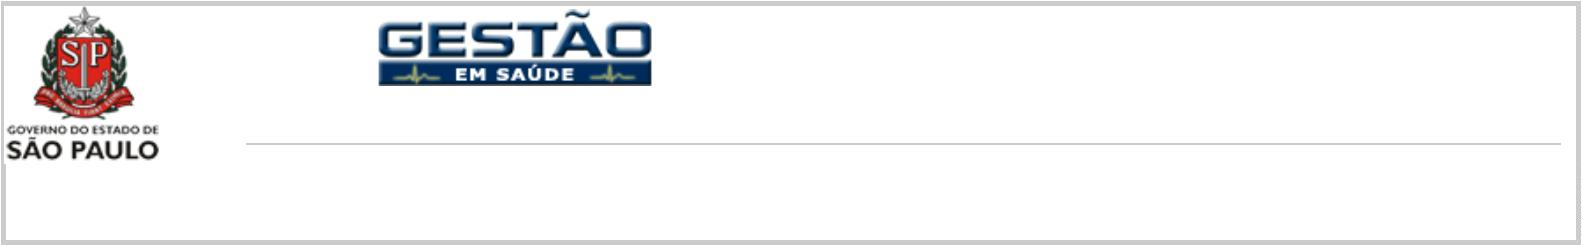 SP
GOVERNO DO ESTADO DE
SÃO PAULO
GESTÃO
EM SAÚDE